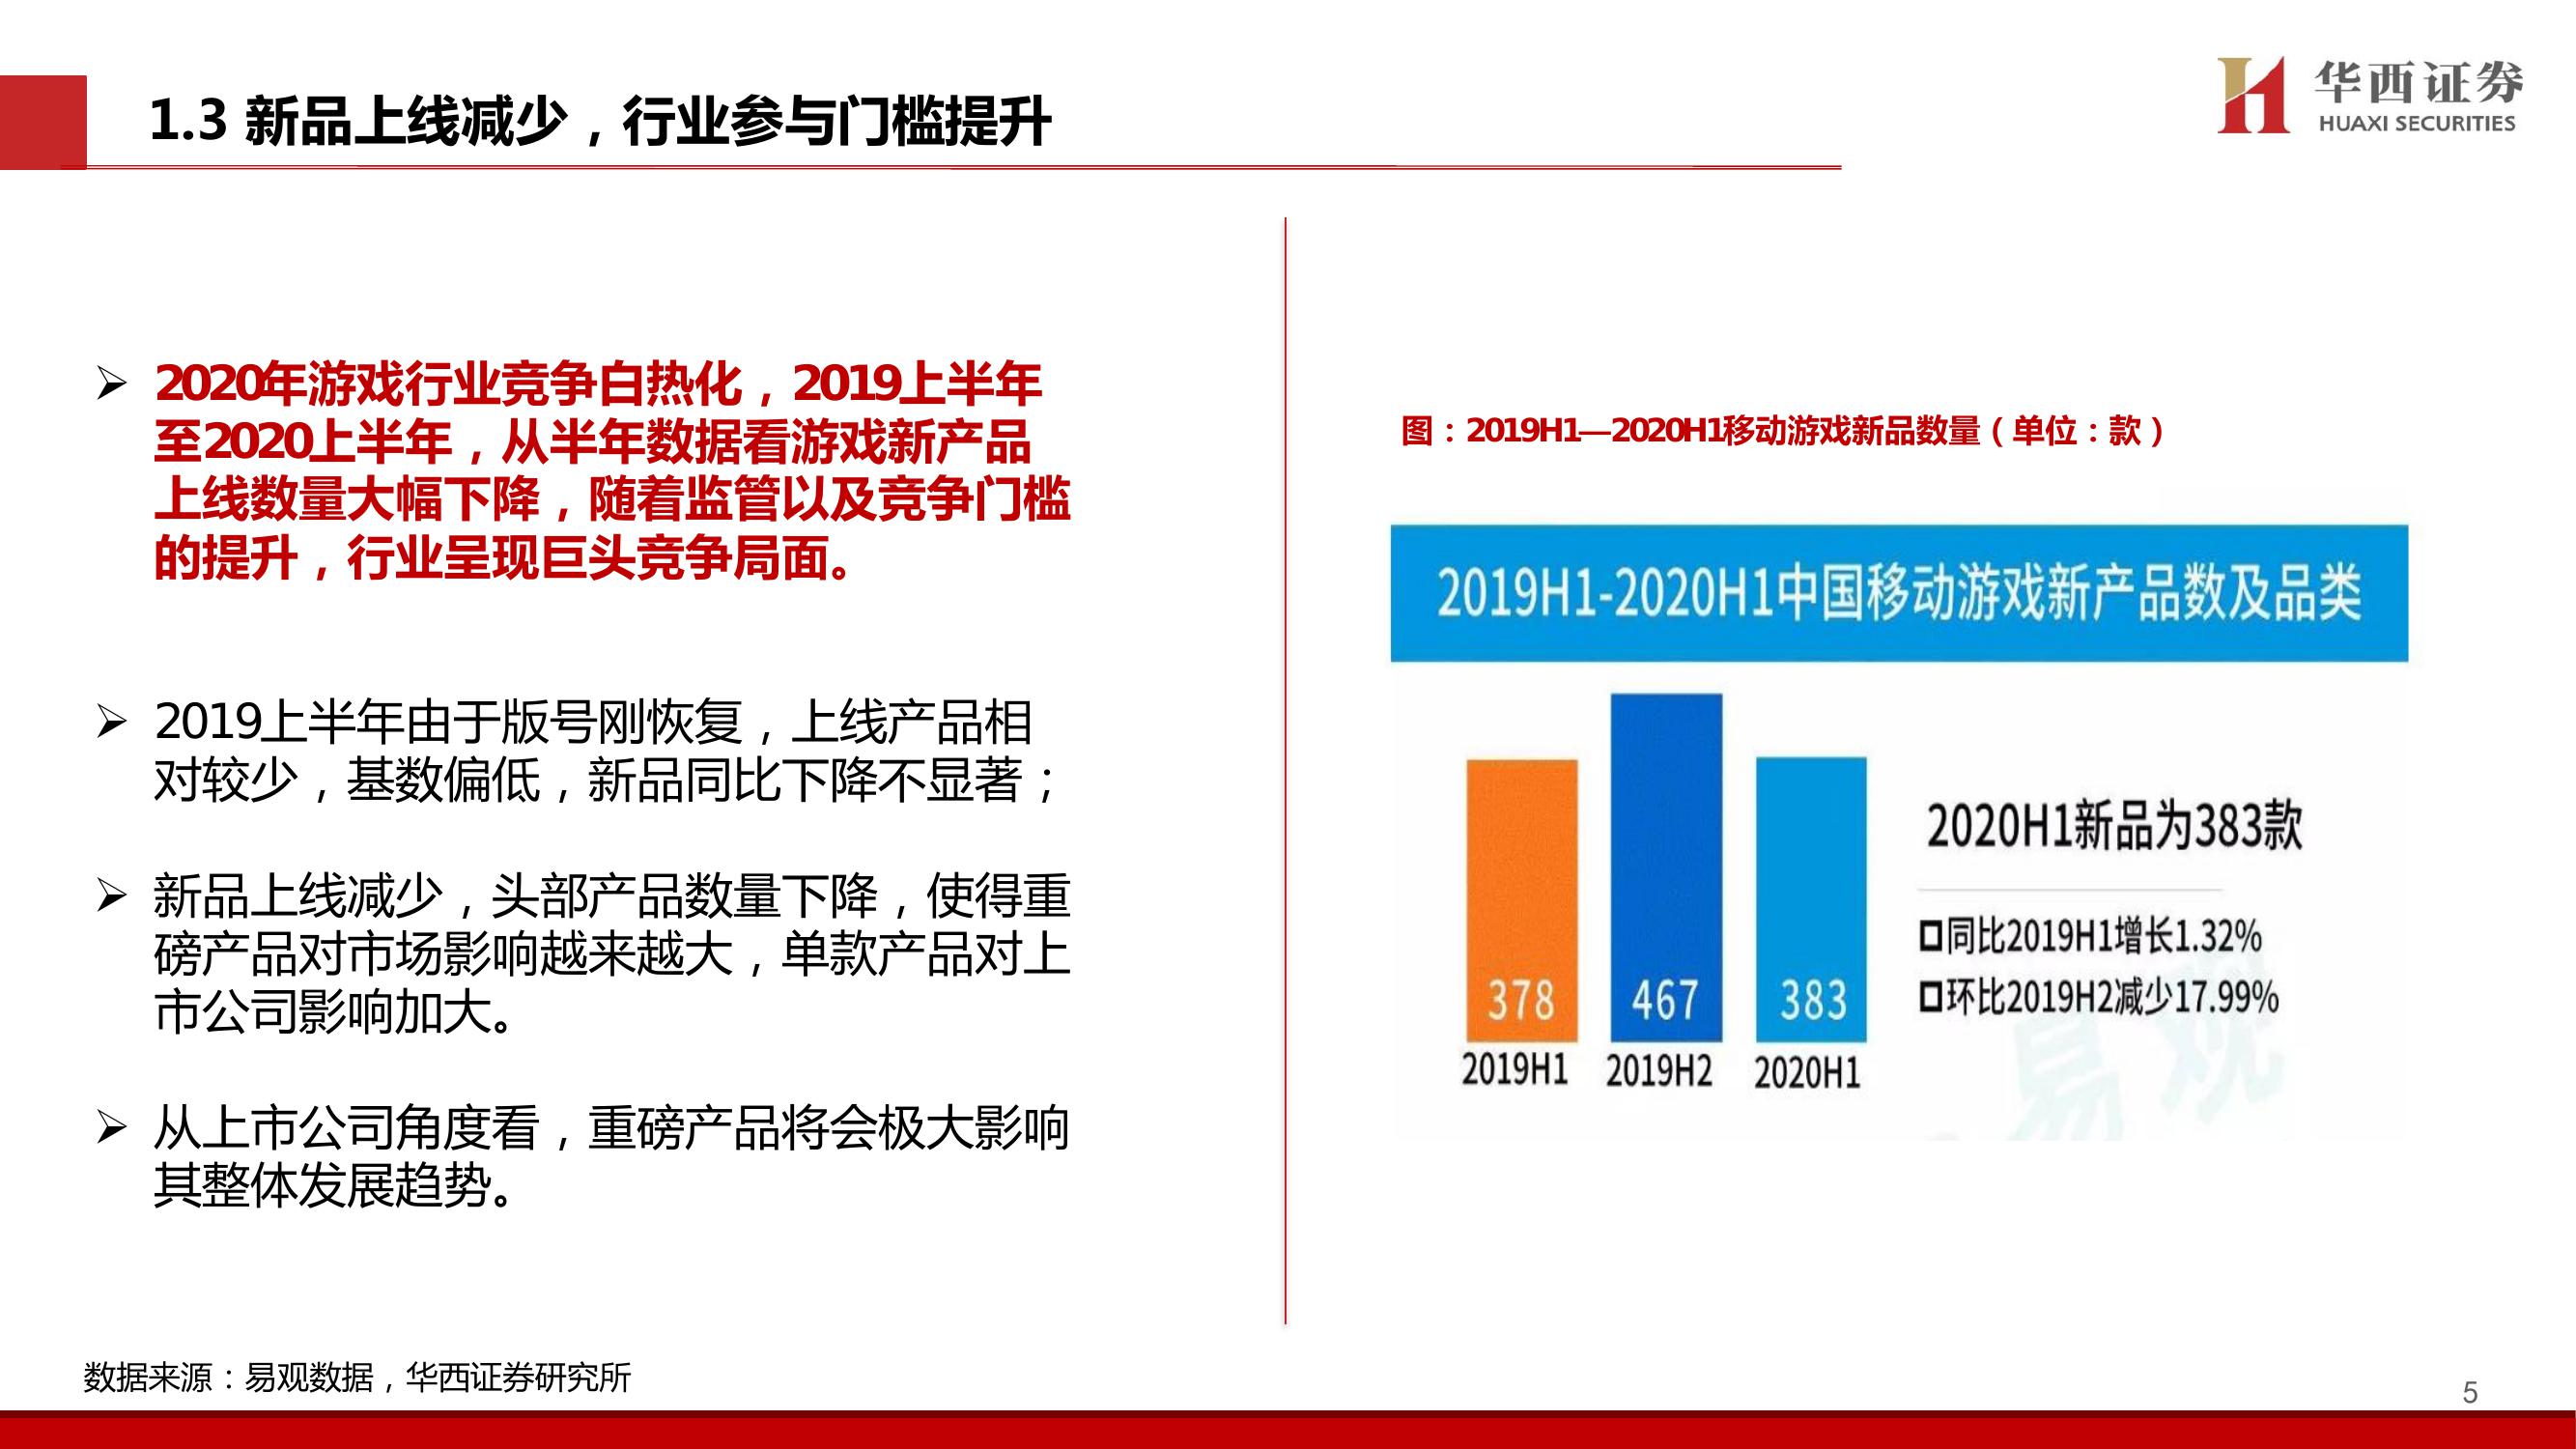 1.3 新品上线减少，行业参与门槛提升
华西证券
HUAXI SECURITIES
2020年游戏行业竞争白热化，2019上半年
至2020上半年，从半年数据看游戏新产品
上线数量大幅下降，随着监管以及竞争门槛
的提升，行业呈现巨头竞争局面。
2019上半年由于版号刚恢复，上线产品相
对较少，基数偏低，新品同比下降不显著；
新品上线减少，头部产品数量下降，使得重
磅产品对市场影响越来越大，单款产品对上
市公司影响加大。
从上市公司角度看，重磅产品将会极大影响
其整体发展趋势。
图：2019H1—2020H1移动游戏新品数量（单位：款）
2019H1-2020H1中国移动游戏新产品数及品类
378
467
383
2019H1
2019H2
2020H1
2020H1新品为383款
同比2019H1增长1.32%
环比2019H2减少17.99%
易观
数据来源：易观数据，华西证券研究所
5